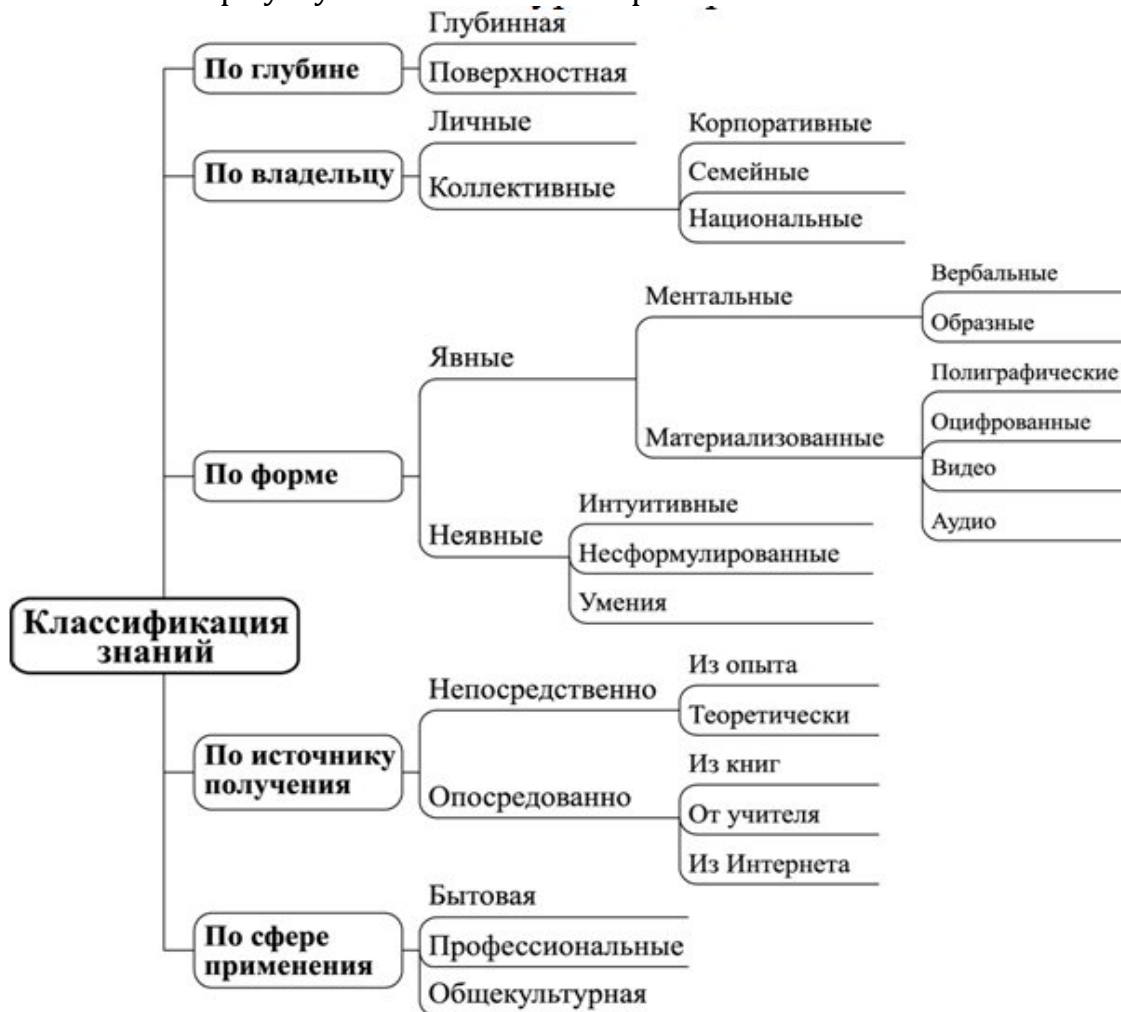 Глубинная
По глубине
Поверхностная
Личные
По владельцу
Коллективные
Корпоративные
Семейные
Национальные
По форме
Явные
Ментальные
Вербальные
Образные
Материализованные
Полиграфические
Оцифрованные
Видео
Аудио
Неявные
Интуитивные
Несформулированные
Умения
Классификация
знаний
По источнику
получения
Непосредственно
Из опыта
Теоретически
Опосредованно
Из книг
От учителя
Из Интернета
По сфере
применения
Бытовая
Профессиональные
Общекультурная